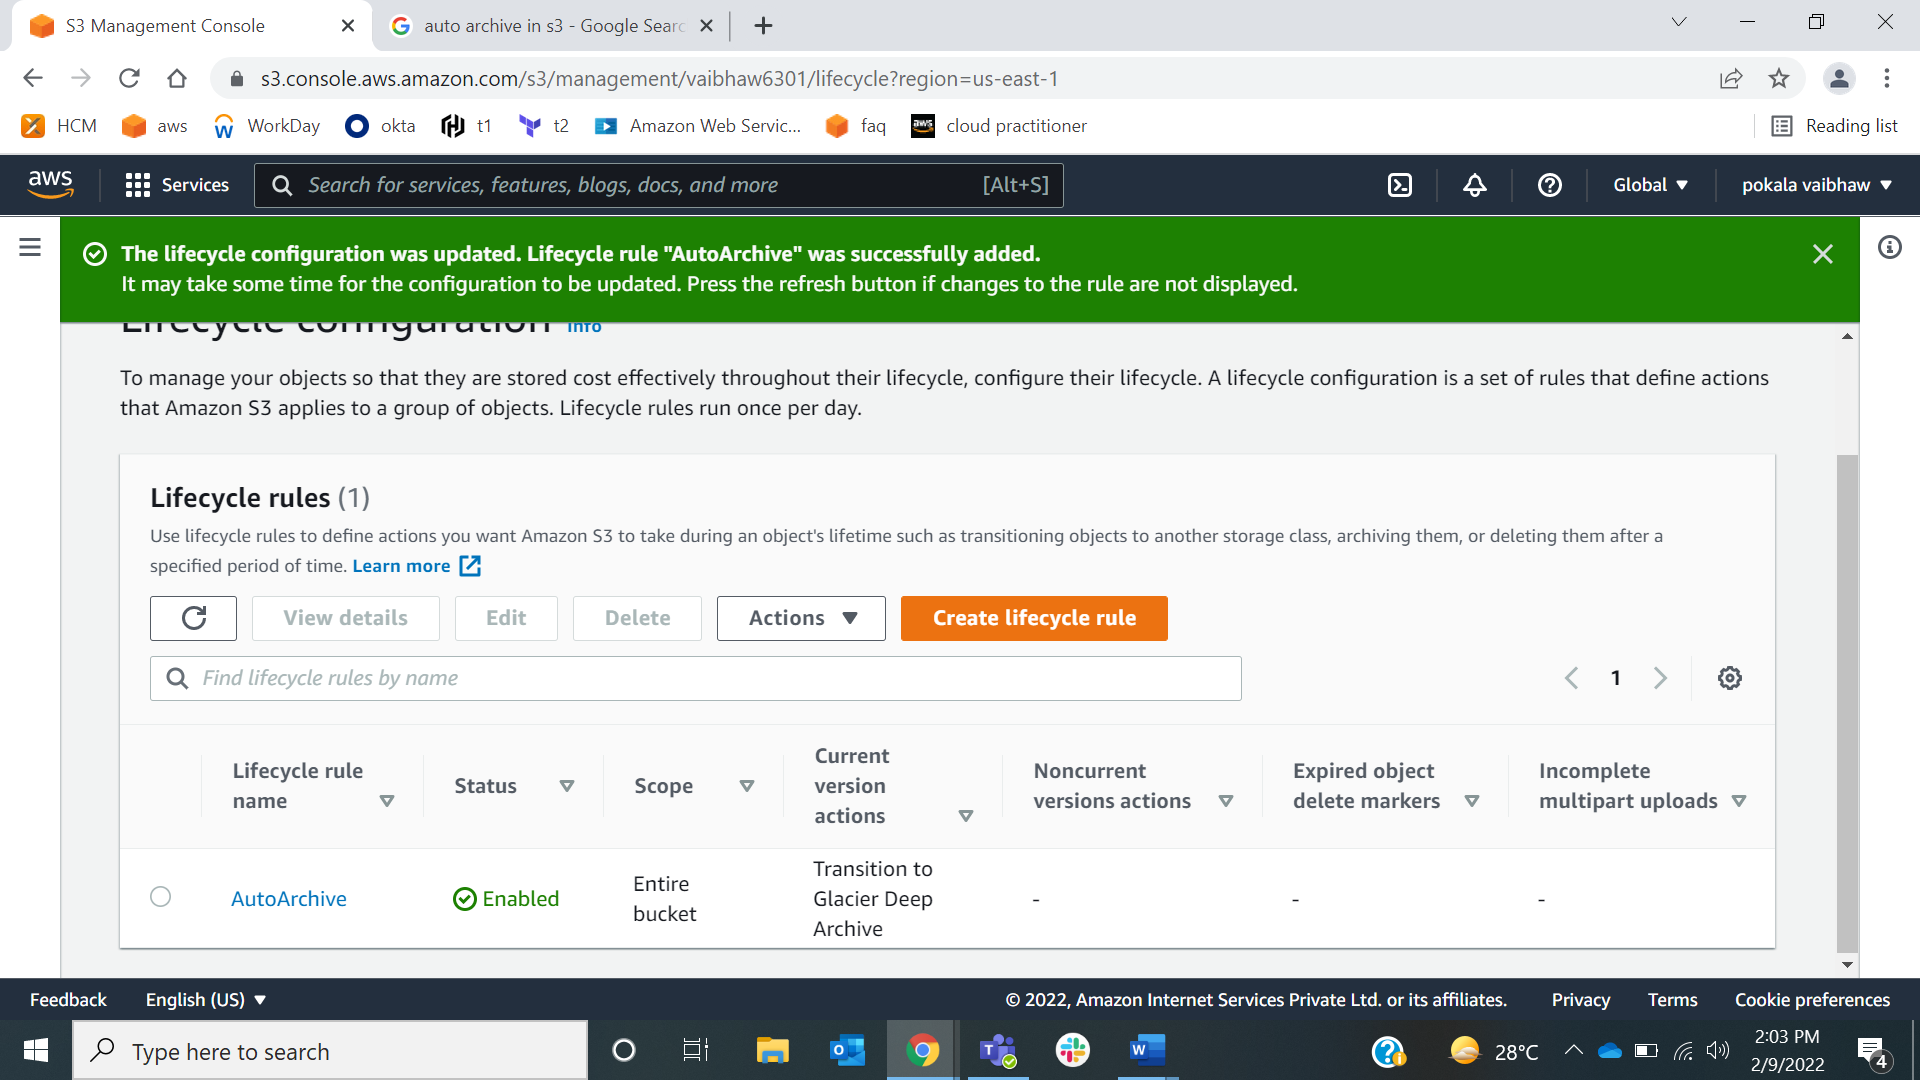 S3 Management Console
auto archive in s3 - Google Searc
s3.console.aws.amazon.com/s3/management/vaibhaw6301/lifecycle?region=us-east-1
HCM
aws
WorkDay
okta
t1
t2
Amazon Web Servic...
faq
cloud practitioner
Reading list
aws
Services
Search for services, features, blogs, docs, and more
[Alt+S]
Global
pokala vaibhaw
The lifecycle configuration was updated. Lifecycle rule "AutoArchive" was successfully added.
It may take some time for the configuration to be updated. Press the refresh button if changes to the rule are not displayed.
Lifecycle configuration Info
To manage your objects so that they are stored cost effectively throughout their lifecycle, configure their lifecycle. A lifecycle configuration is a set of rules that define actions
that Amazon S3 applies to a group of objects. Lifecycle rules run once per day.
Lifecycle rules (1)
Use lifecycle rules to define actions you want Amazon S3 to take during an object's lifetime such as transitioning objects to another storage class, archiving them, or deleting them after a
specified period of time. Learn more
View details
Edit
Delete
Actions
Create lifecycle rule
Find lifecycle rules by name
1
Lifecycle rule
name
Status
Scope
Current
version
actions
Noncurrent
versions actions
Expired object
delete markers
Incomplete
multipart uploads
AutoArchive
Enabled
Entire
bucket
Transition to
Glacier Deep
Archive
-
-
-
Feedback
English (US)
© 2022, Amazon Internet Services Private Ltd. or its affiliates.
Privacy
Terms
Cookie preferences
Type here to search
28°C
2:03 PM
2/9/2022
4